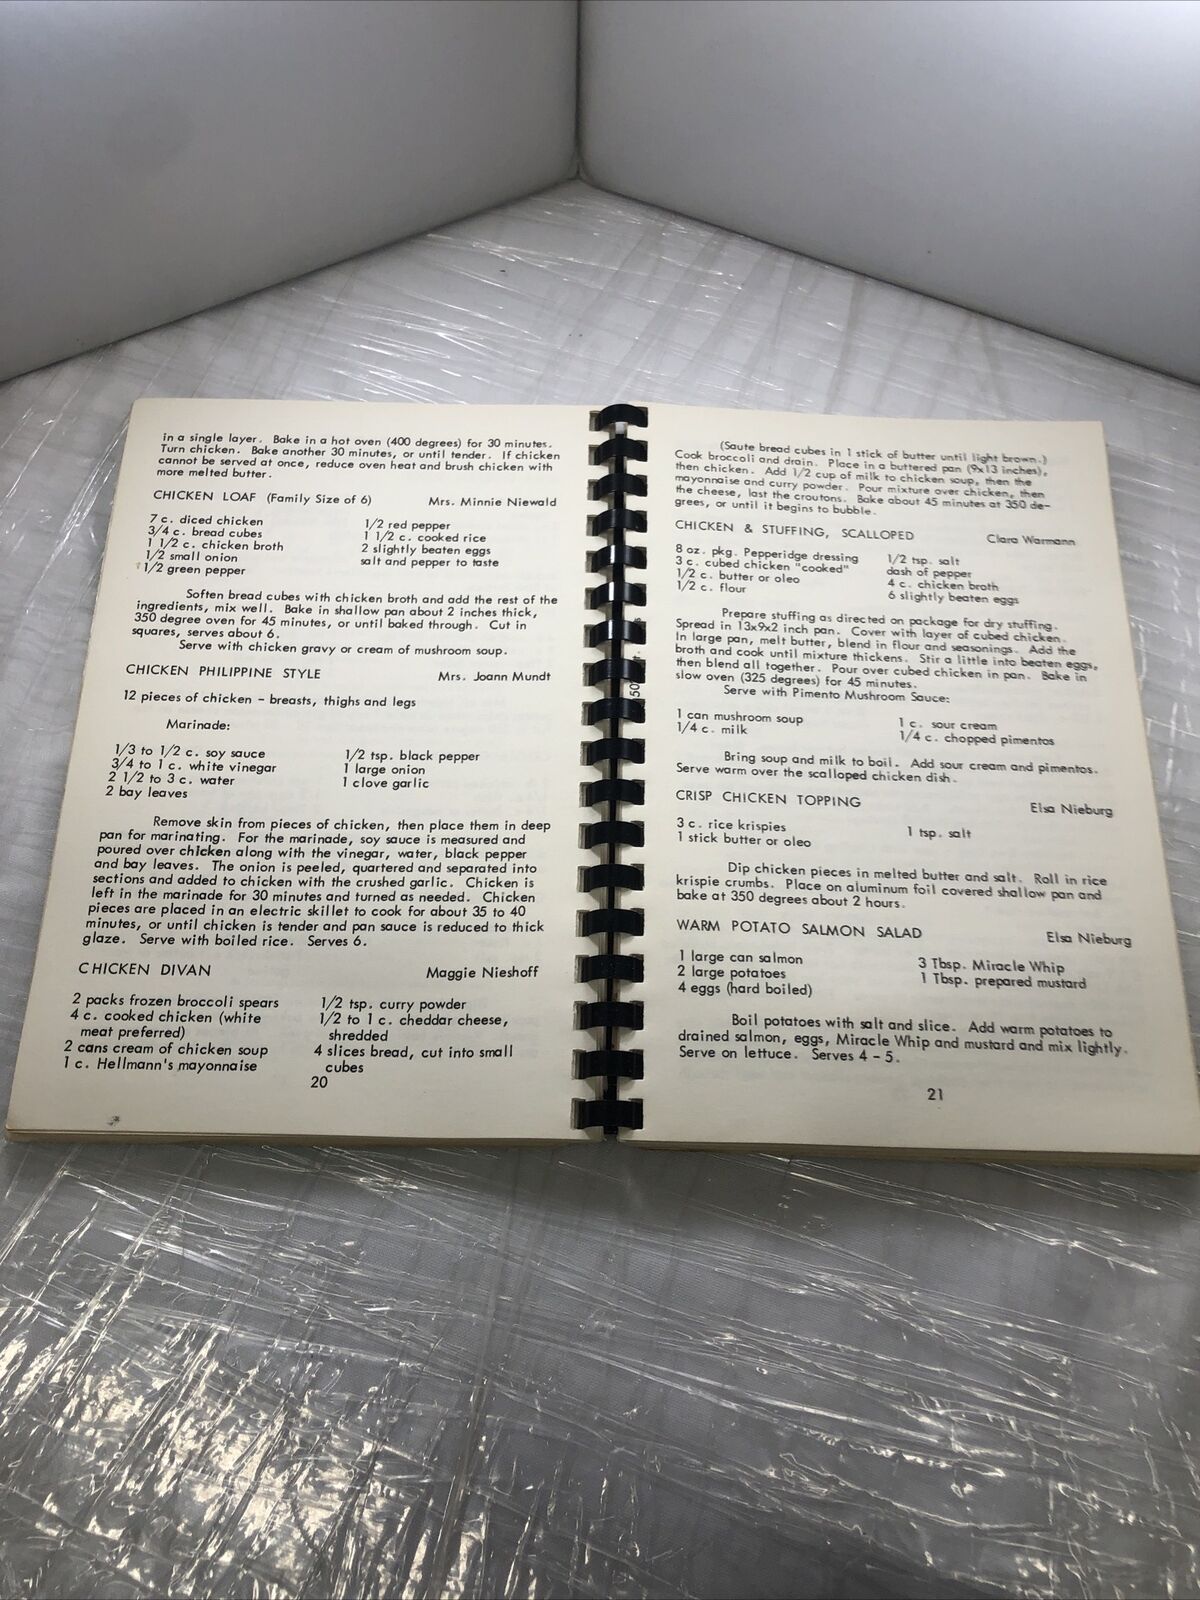 in a single layer. Bake in a hot oven (400 degrees) for 30 minutes.
Turn chicken. Bake another 30 minutes, or until tender. If chicken
cannot be served at once, reduce oven heat and brush chicken with
more melted butter.
CHICKEN LOAF (Family Size of 6) Mrs. Minnie Niewald
7 c. diced chicken
3/4 c. bread cubes
1 1/2 c. chicken broth
1/2 small onion
1/2 green pepper
1/2 red pepper
1 1/2 c. cooked rice
2 slightly beaten eggs
salt and pepper to taste
Soften bread cubes with chicken broth and add the rest of the
ingredients, mix well. Bake in shallow pan about 2 inches thick,
350 degree oven for 45 minutes, or until baked through. Cut in
squares, serves about 6.
Serve with chicken gravy or cream of mushroom soup.
CHICKEN PHILIPPINE STYLE Mrs. Joann Mundt
12 pieces of chicken - breasts, thighs and legs
Marinade:
1/3 to 1/2 c. soy sauce
3/4 to 1 c. white vinegar
2 1/2 to 3 c. water
2 bay leaves
1/2 tsp. black pepper
1 large onion
1 clove garlic
Remove skin from pieces of chicken, then place them in deep
pan for marinating. For the marinade, soy sauce is measured and
poured over chicken along with the vinegar, water, black pepper
and bay leaves. The onion is peeled, quartered and separated into
sections and added to chicken with the crushed garlic. Chicken is
left in the marinade for 30 minutes and turned as needed. Chicken
pieces are placed in an electric skillet to cook for about 35 to 40
minutes, or until chicken is tender and pan sauce is reduced to thick
glaze. Serve with boiled rice. Serves 6.
CHICKEN DIVAN Maggie Nieshoff
2 packs frozen broccoli spears
4 c. cooked chicken (white
meat preferred)
2 cans cream of chicken soup
1 c. Hellmann's mayonnaise
1/2 tsp. curry powder
1/2 to 1 c. cheddar cheese,
shredded
4 slices bread, cut into small
cubes
20
(Saute bread cubes in 1 stick of butter until light brown.)
Cook broccoli and drain. Place in a buttered pan (9x13 inches),
then chicken. Add 1/2 cup of milk to chicken soup, then the
mayonnaise and curry powder. Pour mixture over chicken, then
the cheese, last the croutons. Bake about 45 minutes at 350 de-
grees, or until it begins to bubble.
CHICKEN & STUFFING, SCALLOPED Clara Warmann
8 oz. pkg. Pepperidge dressing
3 c. cubed chicken "cooked"
1/2 c. butter or oleo
1/2 c. flour
1/2 tsp. salt
dash of pepper
4 c. chicken broth
6 slightly beaten eggs
Prepare stuffing as directed on package for dry stuffing.
Spread in 13x9x2 inch pan. Cover with layer of cubed chicken.
In large pan, melt butter, blend in flour and seasonings. Add the
broth and cook until mixture thickens. Stir a little into beaten eggs,
then blend all together. Pour over cubed chicken in pan. Bake in
slow oven (325 degrees) for 45 minutes.
Serve with Pimento Mushroom Sauce:
1 can mushroom soup
1/4 c. milk
1 c. sour cream
1/4 c. chopped pimentos
Bring soup and milk to boil. Add sour cream and pimentos.
Serve warm over the scalloped chicken dish.
CRISP CHICKEN TOPPING Elsa Nieburg
3 c. rice krispies
1 stick butter or oleo
1 tsp. salt
Dip chicken pieces in melted butter and salt. Roll in rice
krispie crumbs. Place on aluminum foil covered shallow pan and
bake at 350 degrees about 2 hours.
WARM POTATO SALMON SALAD Elsa Nieburg
1 large can salmon
2 large potatoes
4 eggs (hard boiled)
3 Tbsp. Miracle Whip
1 Tbsp. prepared mustard
Boil potatoes with salt and slice. Add warm potatoes to
drained salmon, eggs, Miracle Whip and mustard and mix lightly.
Serve on lettuce. Serves 4 - 5.
21